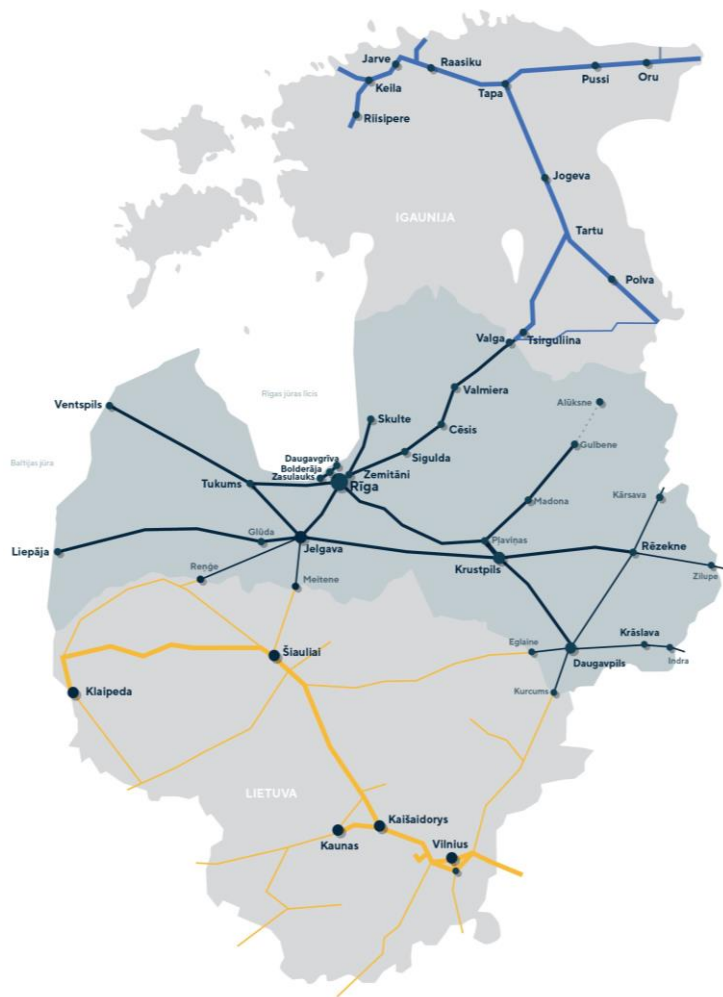 Jarve
Raasiku
Keila
Tapa
Pussi
Oru
Riisipere
Jogeva
IGAUNIJA
Tartu
Polva
Valga
Tsirguliina
Rīgas jūras līcis
Valmiera
Alūksne
Ventspils
Skulte
Cēsis
Gulbene
Baltijas jūra
Daugavgrīva
Bolderāja
Zasulauks
Sigulda
Zemitāni
Tukums
Rīga
Madona
Kārsava
Glūda
Liepāja
Jelgava
Pļaviņas
Krustpils
Rēzekne
Reņģe
Meitene
Zilupe
Eglaine
Krāslava
Daugavpils
Indra
Šiauliai
Klaipeda
Kurcums
LIETUVA
Kaišaidorys
Kaunas
Vilnius